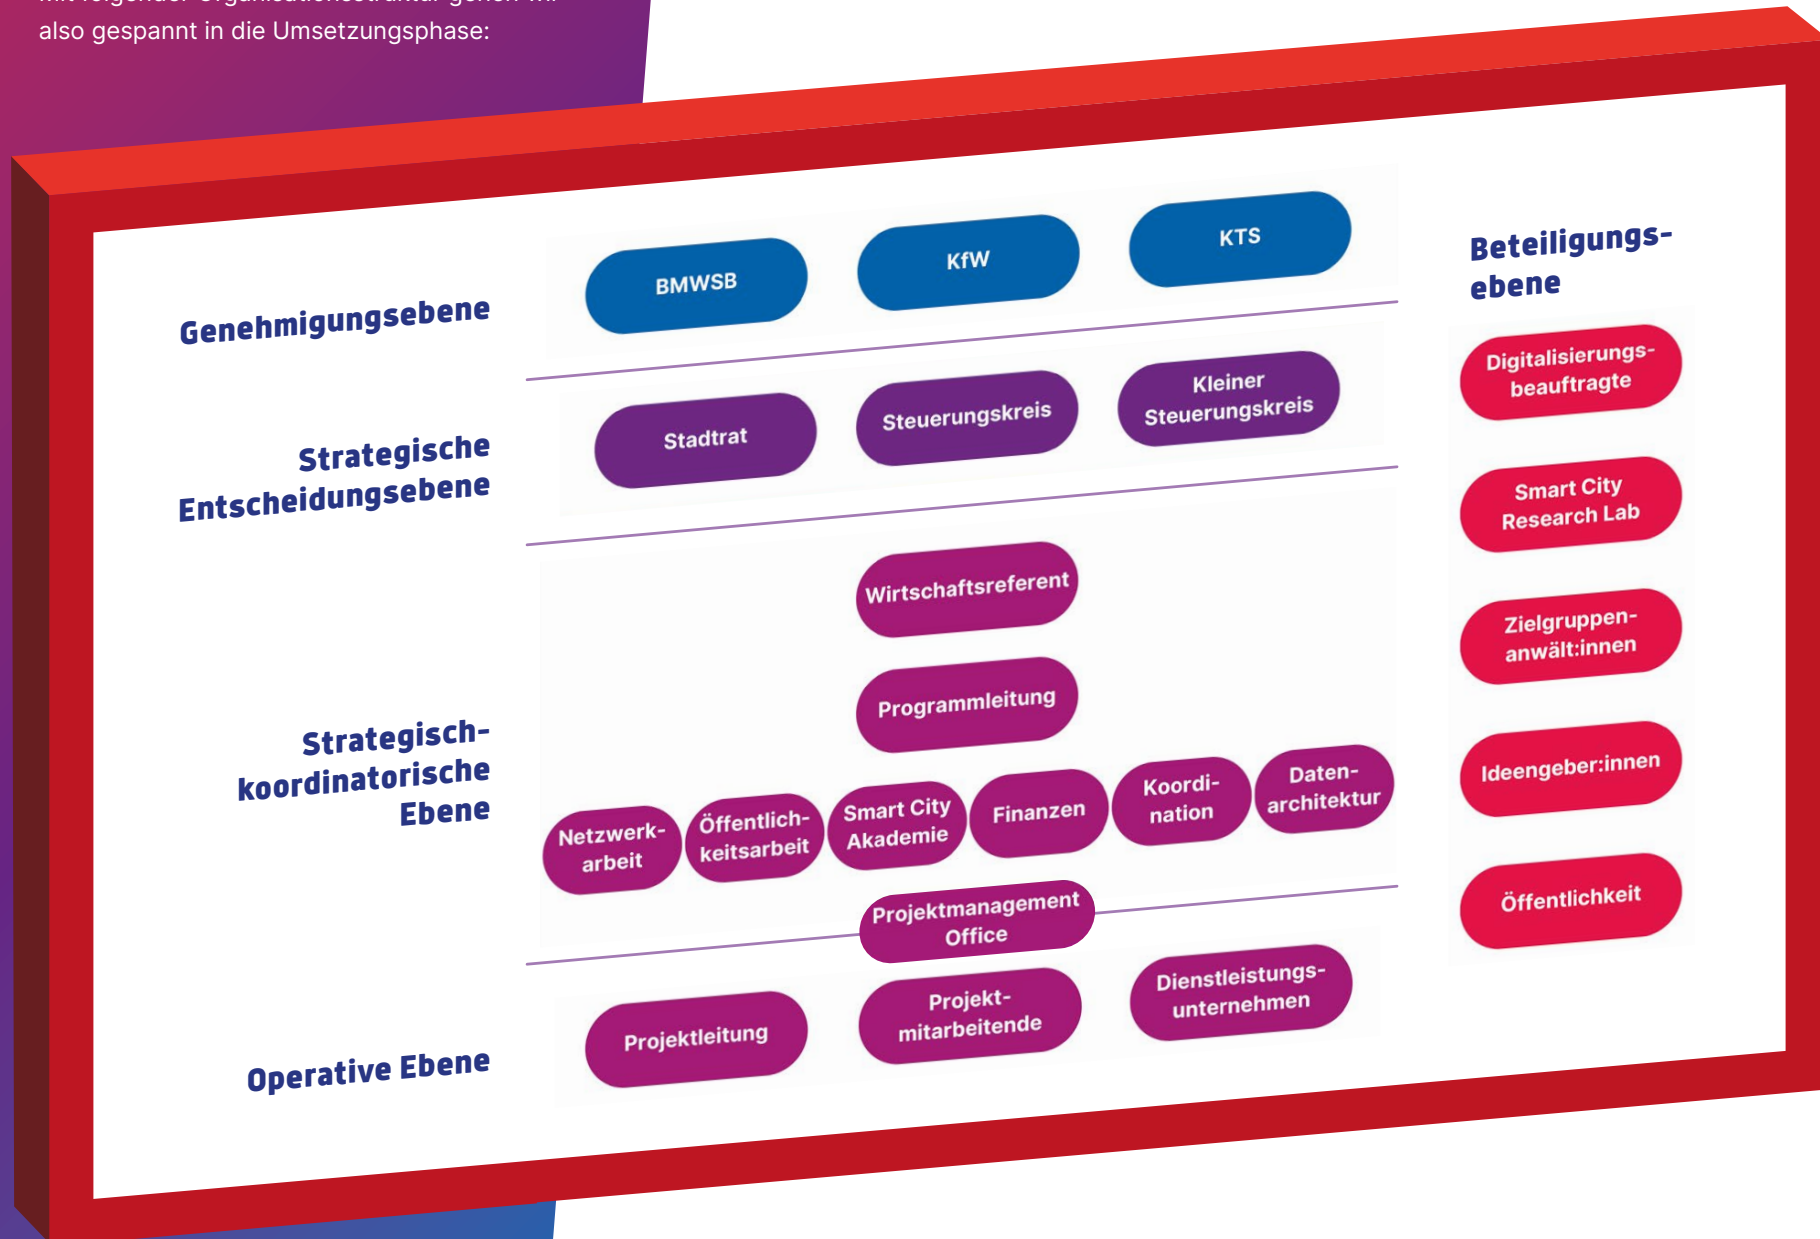 also gespannt in die Umsetzungsphase:
Genehmigungsebene
BMWSB
KfW
KTS
Strategische
Entscheidungsebene
Stadtrat
Steuerungskreis
Kleiner
Steuerungskreis
Strategisch-
koordinatorische
Ebene
Wirtschaftsreferent
Programmleitung
Netzwerk-
arbeit
Öffentlich-
keitsarbeit
Smart City
Akademie
Finanzen
Koordi-
nation
Daten-
architektur
Projektmanagement
Office
Operative Ebene
Projektleitung
Projekt-
mitarbeitende
Dienstleistungs-
unternehmen
Beteiligungs-
ebene
Digitalisierungs-
beauftragte
Smart City
Research Lab
Zielgruppen-
anwält:innen
Ideengeber:innen
Öffentlichkeit